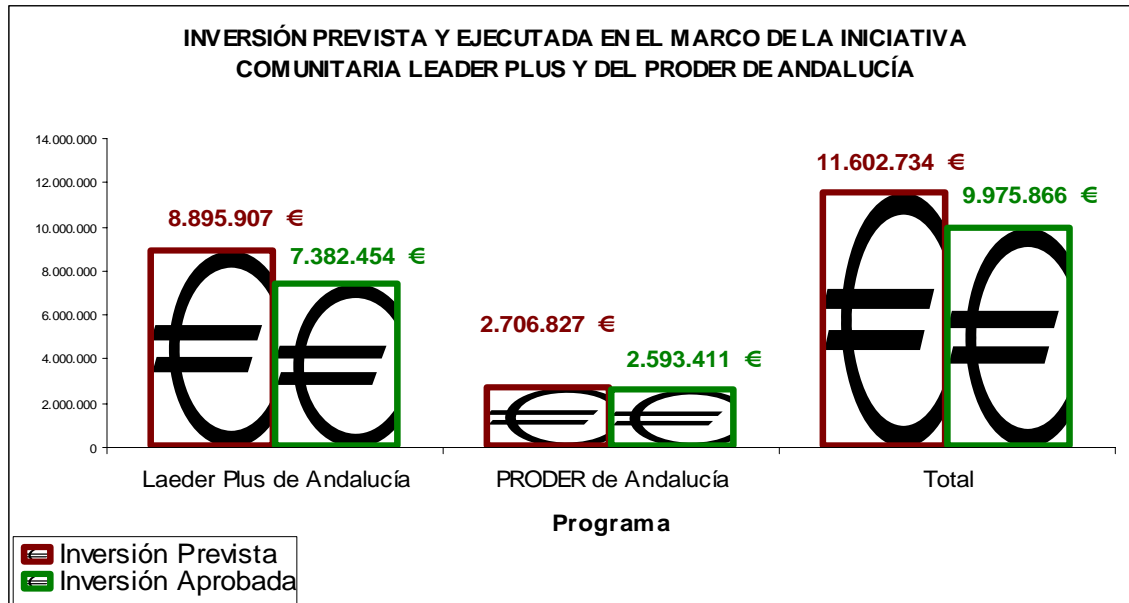 INVERSIÓN PREVISTA Y EJECUTADA EN EL MARCO DE LA INICIATIVA
COMUNITARIA LEADER PLUS Y DEL PRODER DE ANDALUCÍA
14.000.000
12.000.000
10.000.000
8.000.000
6.000.000
4.000.000
2.000.000
0
8.895.907 €
7.382.454 €
2.706.827 €
2.593.411 €
11.602.734 €
9.975.866 €
Laeder Plus de Andalucía
PRODER de Andalucía
Total
Programa
Inversión Prevista
Inversión Aprobada